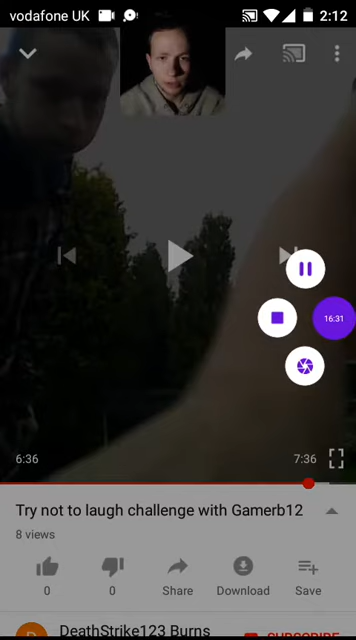 vodafone UK 2:12
16:31
6:36 7:36
Try not to laugh challenge with Gamerb12
8 views
0 0 Share Download Save
D DeathStrike123 Burns SUBSCRIBE